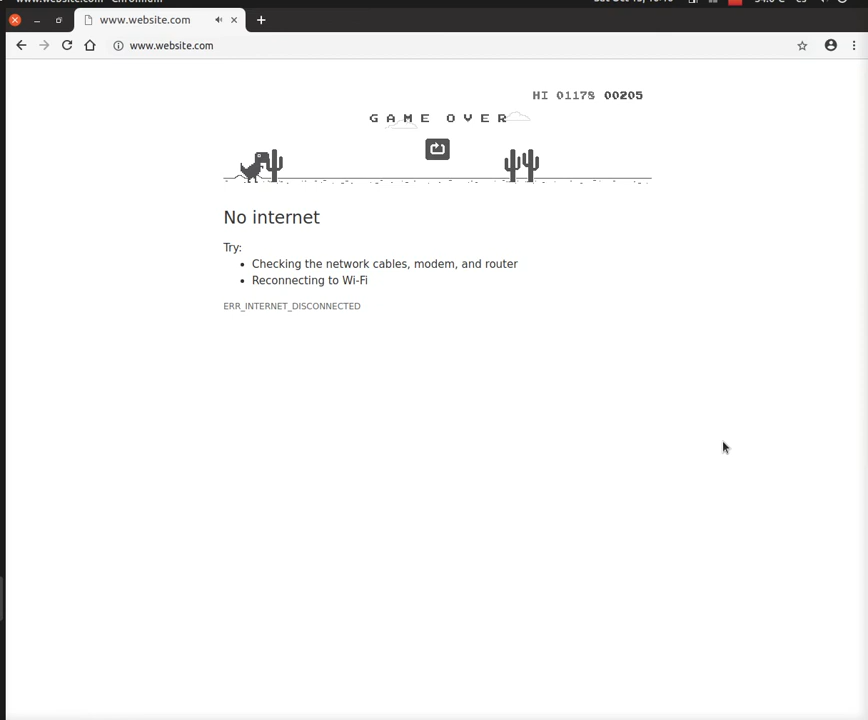 www.website.com
www.website.com
HI 01178 00205
GAME OVER
No internet
Try:
• Checking the network cables, modem, and router
• Reconnecting to Wi-Fi
ERR_INTERNET_DISCONNECTED